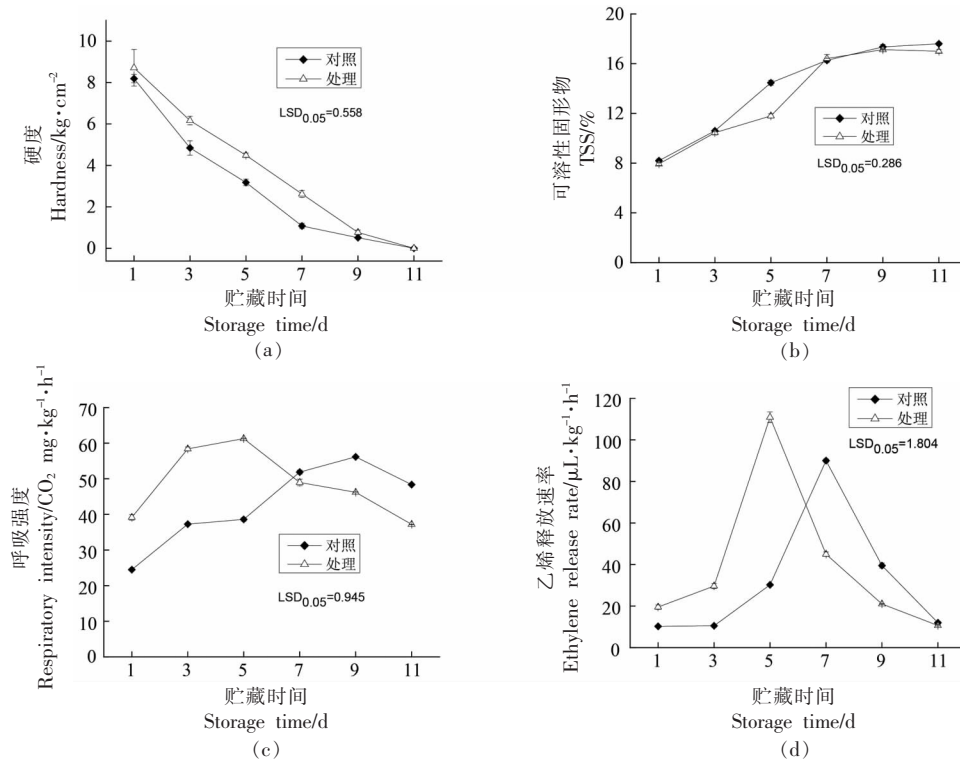 10
8
6
4
2
0
硬度
Hardness/kg·cm⁻²
对照
处理
LSD0.05=0.558
1 3 5 7 9 11
贮藏时间
Storage time/d
(a)
20
16
12
8
4
0
可溶性固形物
TSS/%
对照
处理
LSD0.05=0.286
1 3 5 7 9 11
贮藏时间
Storage time/d
(b)
70
60
50
40
30
20
10
0
呼吸强度
Respiratory intensity/CO₂ mg·kg⁻¹·h⁻¹
对照
处理
LSD0.05=0.945
1 3 5 7 9 11
贮藏时间
Storage time/d
(c)
120
100
80
60
40
20
0
乙烯释放速率
Ethylene release rate/μL·kg⁻¹·h⁻¹
对照
处理
LSD0.05=1.804
1 3 5 7 9 11
贮藏时间
Storage time/d
(d)